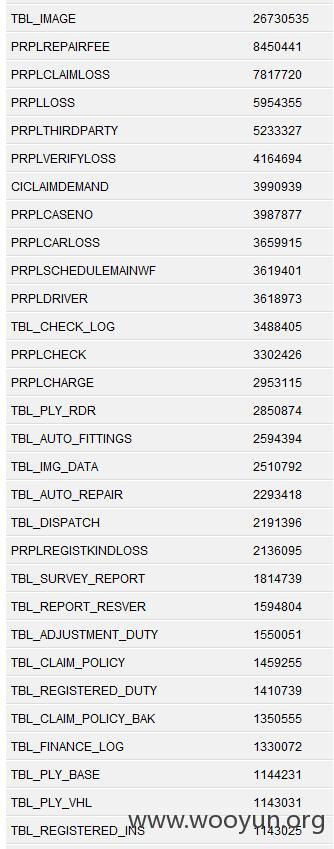 TBL_IMAGE 26730535
PRPLREPAIRFEE 8450441
PRPLCLAIMLOSS 7817720
PRPLLOSS 5954355
PRPLTHIRDPARTY 5233327
PRPLVERIFYLOSS 4164694
CICLAIMDEMAND 3990939
PRPLCASENO 3987877
PRPLCARLOSS 3659915
PRPLSCHEDULEMAINWF 3619401
PRPLDRIVER 3618973
TBL_CHECK_LOG 3488405
PRPLCHECK 3302426
PRPLCHARGE 2953115
TBL_PLY_RDR 2850874
TBL_AUTO_FITTINGS 2594394
TBL_IMG_DATA 2510792
TBL_AUTO_REPAIR 2293418
TBL_DISPATCH 2191396
PRPLREGISTKINDLOSS 2136095
TBL_SURVEY_REPORT 1814739
TBL_REPORT_RESVER 1594804
TBL_ADJUSTMENT_DUTY 1550051
TBL_CLAIM_POLICY 1459255
TBL_REGISTERED_DUTY 1410739
TBL_CLAIM_POLICY_BAK 1350555
TBL_FINANCE_LOG 1330072
TBL_PLY_BASE 1144231
TBL_PLY_VHL 1143031
www.wooyun.org
TBL_REGISTERED_INS 1143025